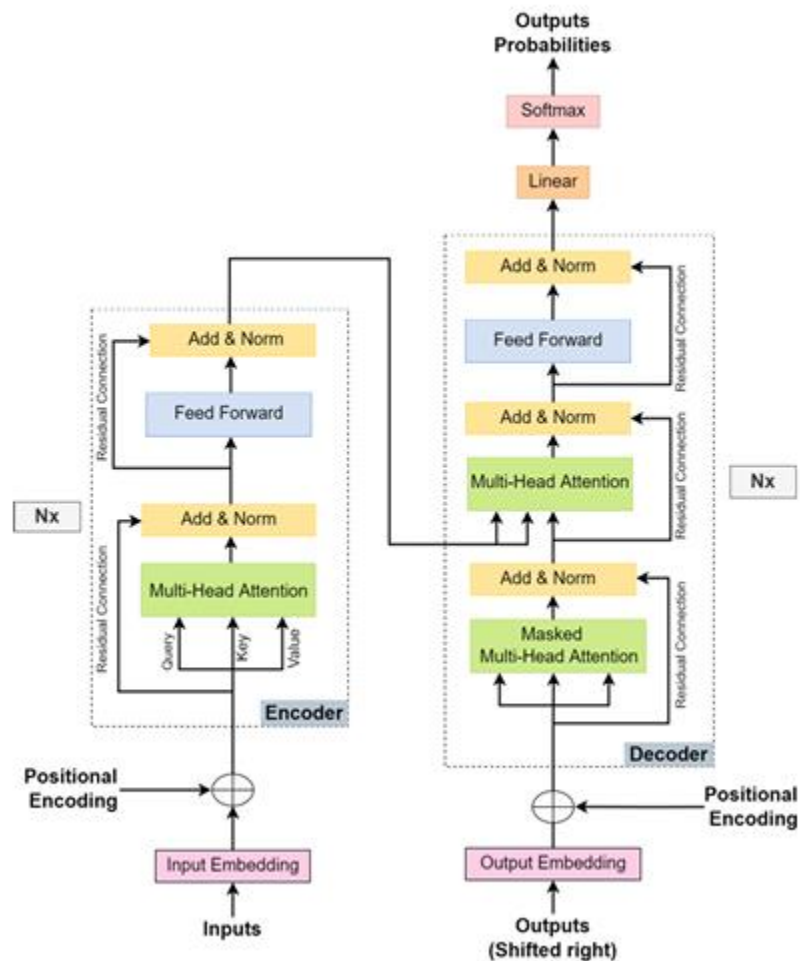 Outputs
Probabilities
Softmax
Linear
Add & Norm
Residual Connection
Feed Forward
Add & Norm
Residual Connection
Multi-Head Attention
Nx
Add & Norm
Residual Connection
Masked
Multi-Head Attention
Decoder
Positional
Encoding
Output Embedding
Outputs
(Shifted right)
Add & Norm
Residual Connection
Feed Forward
Nx
Add & Norm
Residual Connection
Multi-Head Attention
Query
Key
Value
Encoder
Positional
Encoding
Input Embedding
Inputs